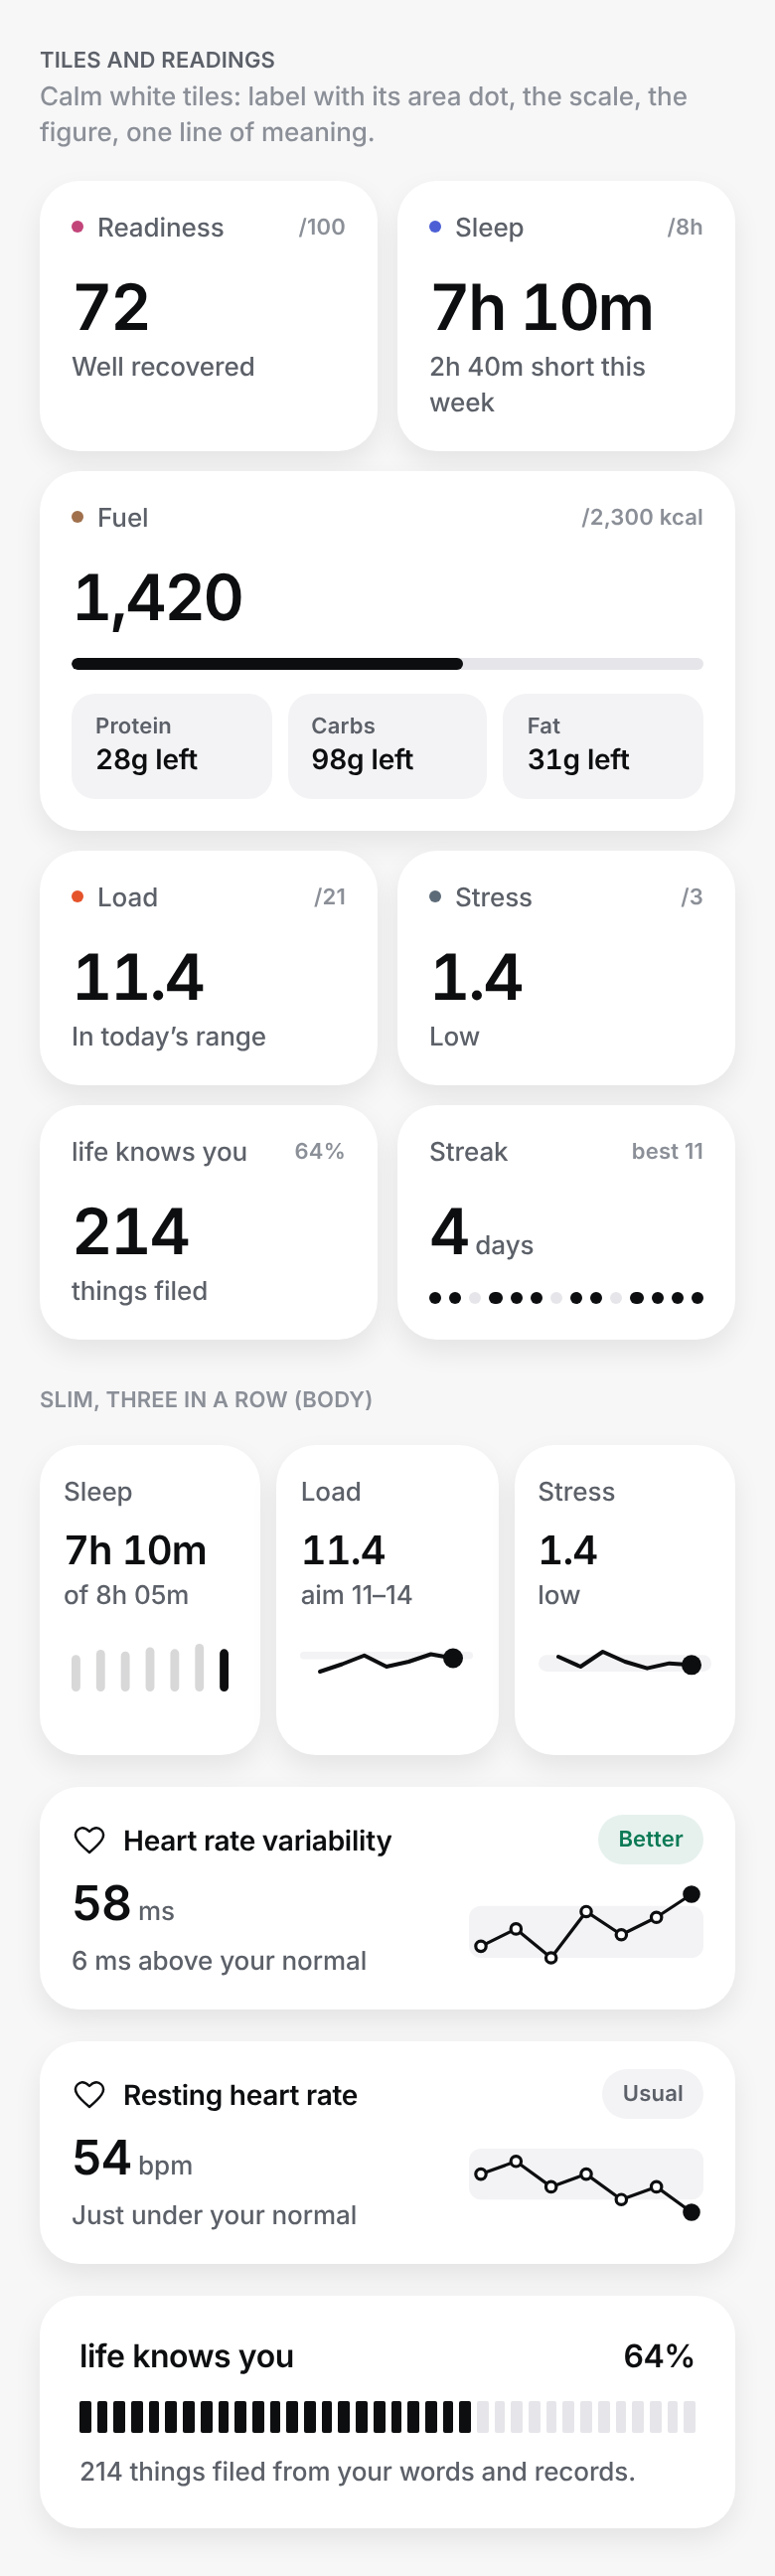 TILES AND READINGS
Calm white tiles: label with its area dot, the scale, the
figure, one line of meaning.
Readiness /100
72
Well recovered
Sleep /8h
7h 10m
2h 40m short this
week
Fuel /2,300 kcal
1,420
Protein
28g left
Carbs
98g left
Fat
31g left
Load /21
11.4
In today’s range
Stress /3
1.4
Low
life knows you 64%
214
things filed
Streak best 11
4 days
SLIM, THREE IN A ROW (BODY)
Sleep
7h 10m
of 8h 05m
Load
11.4
aim 11–14
Stress
1.4
low
Heart rate variability Better
58 ms
6 ms above your normal
Resting heart rate Usual
54 bpm
Just under your normal
life knows you 64%
214 things filed from your words and records.